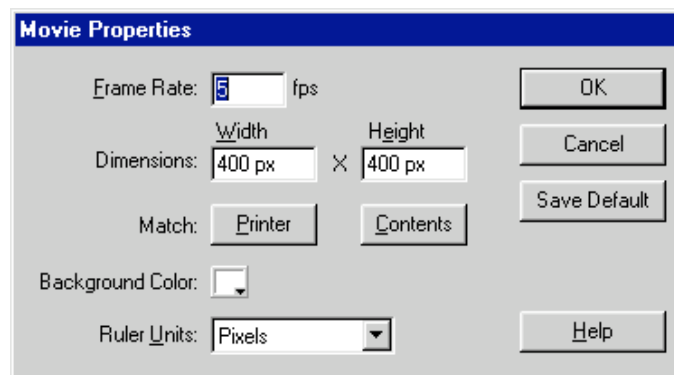 Movie Properties
Frame Rate: 5 fps
OK
Width Height
Cancel
Dimensions: 400 px X 400 px
Save Default
Match: Printer Contents
Background Color:
Ruler Units: Pixels
Help